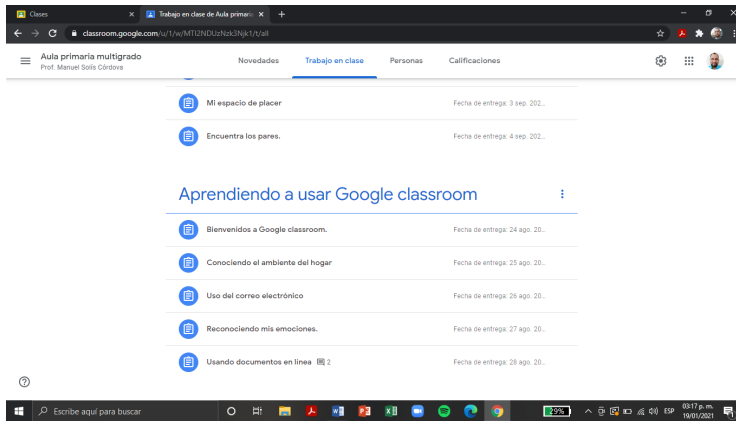 Clases
Trabajo en clase de Aula primaria
classroom.google.com/u/1/w/MTI2NDUzNzk3Njk1/t/all
Aula primaria multigrado
Prof. Manuel Solís Córdova
Novedades Trabajo en clase Personas Calificaciones
Mi espacio de placer Fecha de entrega: 3 sep. 202...
Encuentra los pares. Fecha de entrega: 4 sep. 202...
Aprendiendo a usar Google classroom
Bienvenidos a Google classroom. Fecha de entrega: 24 ago. 20...
Conociendo el ambiente del hogar Fecha de entrega: 25 ago. 20...
Uso del correo electrónico Fecha de entrega: 26 ago. 20...
Reconociendo mis emociones. Fecha de entrega: 27 ago. 20...
Usando documentos en línea 2 Fecha de entrega: 28 ago. 20...
Escribe aquí para buscar
29% ESP 03:17 p. m.
19/01/2021